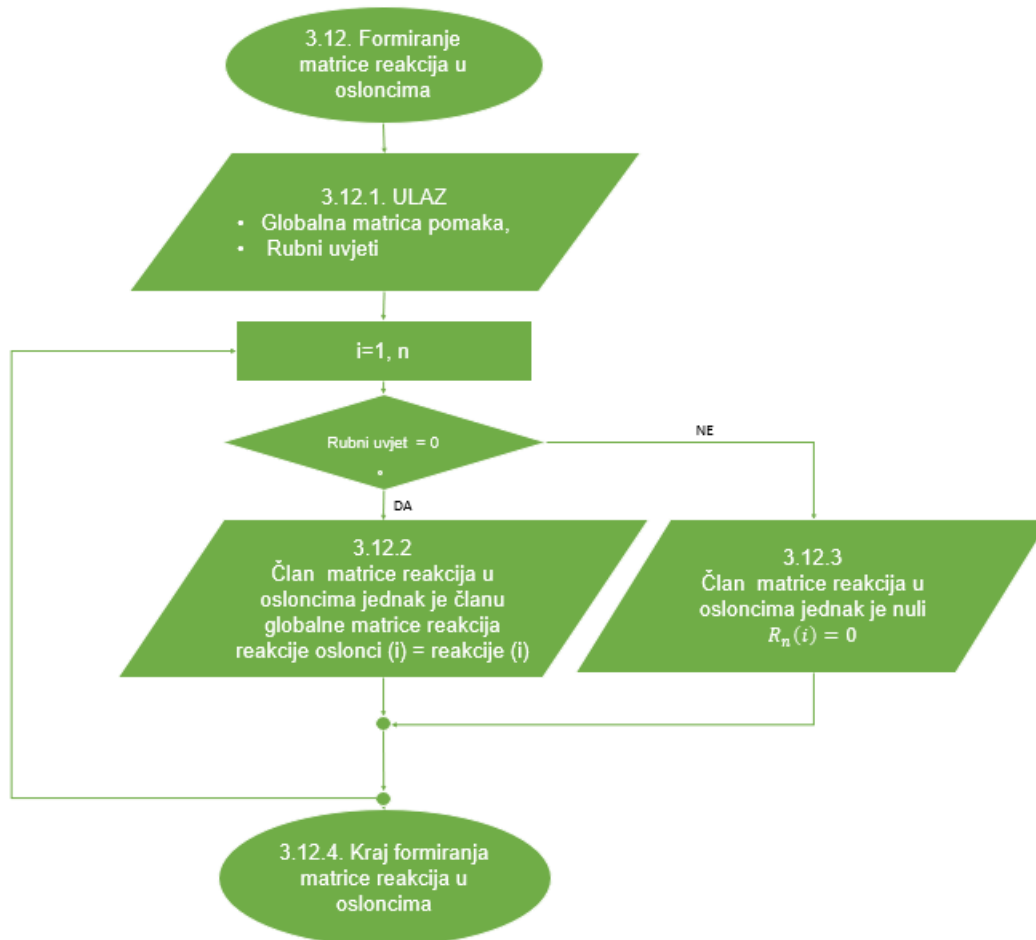 3.12. Formiranje
matrice reakcija u
osloncima
3.12.1. ULAZ
• Globalna matrica pomaka,
• Rubni uvjeti
i=1, n
Rubni uvjet = 0
•
NE
DA
3.12.2
Član matrice reakcija u
osloncima jednak je članu
globalne matrice reakcija
reakcije oslonci (i) = reakcije (i)
3.12.3
Član matrice reakcija u
osloncima jednak je nuli
$R_n(i) = 0$
3.12.4. Kraj formiranja
matrice reakcija u
osloncima